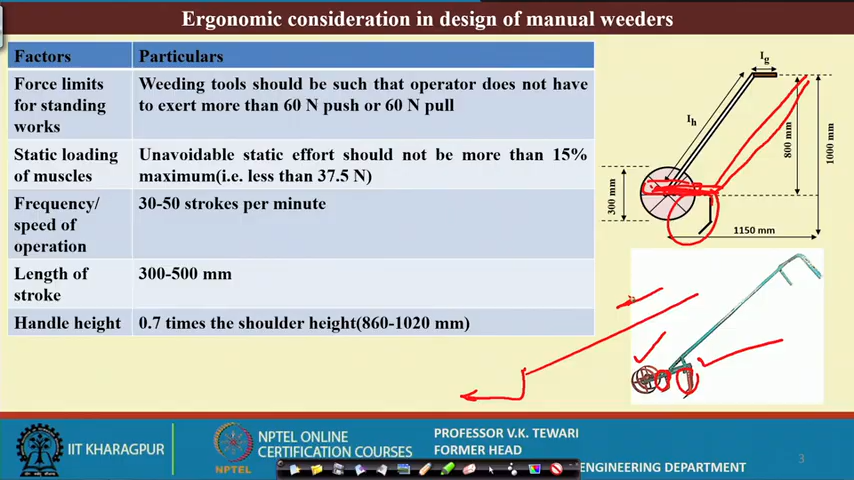 Ergonomic consideration in design of manual weeders
Factors Particulars
Force limits for standing works
Weeding tools should be such that operator does not have
to exert more than 60 N push or 60 N pull
Static loading of muscles
Unavoidable static effort should not be more than 15%
maximum(i.e. less than 37.5 N)
Frequency/
speed of
operation
30-50 strokes per minute
Length of
stroke
300-500 mm
Handle height 0.7 times the shoulder height(860-1020 mm)
Ig
Ih
800 mm
1000 mm
300 mm
1150 mm
IIT KHARAGPUR
NPTEL
NPTEL ONLINE
CERTIFICATION COURSES
PROFESSOR V.K. TEWARI
FORMER HEAD
ENGINEERING DEPARTMENT
3